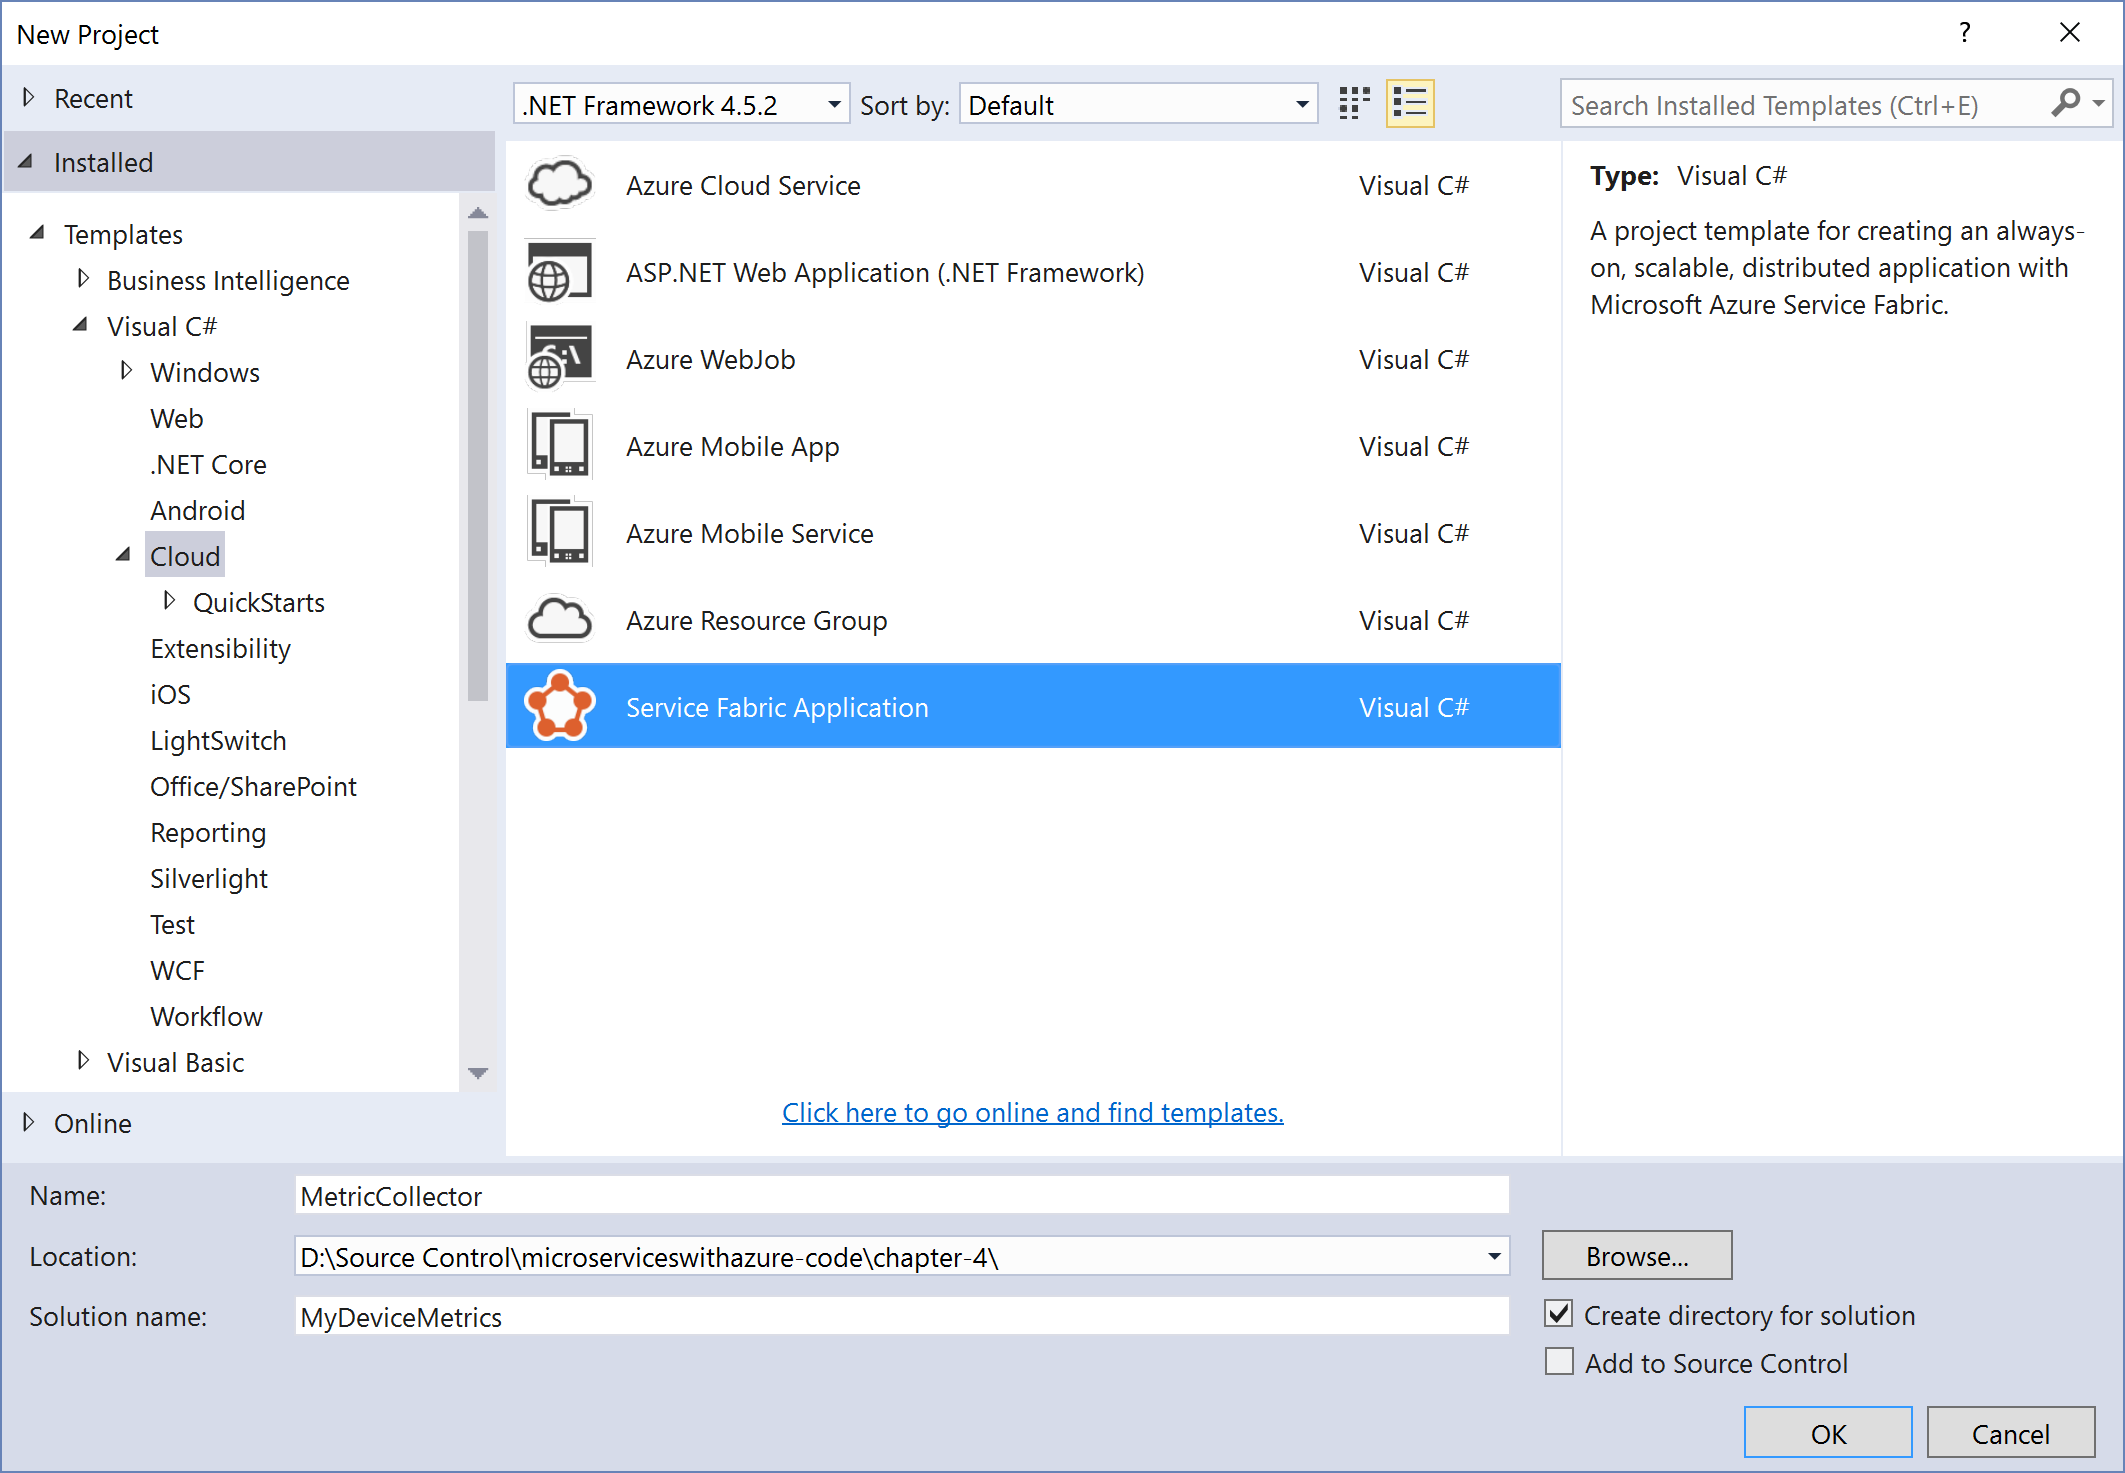 New Project
?
Recent
.NET Framework 4.5.2
Sort by:
Default
Search Installed Templates (Ctrl+E)
Installed
Templates
Business Intelligence
Visual C#
Windows
Web
.NET Core
Android
Cloud
QuickStarts
Extensibility
iOS
LightSwitch
Office/SharePoint
Reporting
Silverlight
Test
WCF
Workflow
Visual Basic
Online
Azure Cloud Service Visual C#
ASP.NET Web Application (.NET Framework) Visual C#
Azure WebJob Visual C#
Azure Mobile App Visual C#
Azure Mobile Service Visual C#
Azure Resource Group Visual C#
Service Fabric Application Visual C#
Click here to go online and find templates.
Type: Visual C#
A project template for creating an always-
on, scalable, distributed application with
Microsoft Azure Service Fabric.
Name: MetricCollector
Location: D:\Source Control\microserviceswithazure-code\chapter-4\
Browse...
Solution name: MyDeviceMetrics
Create directory for solution
Add to Source Control
OK
Cancel